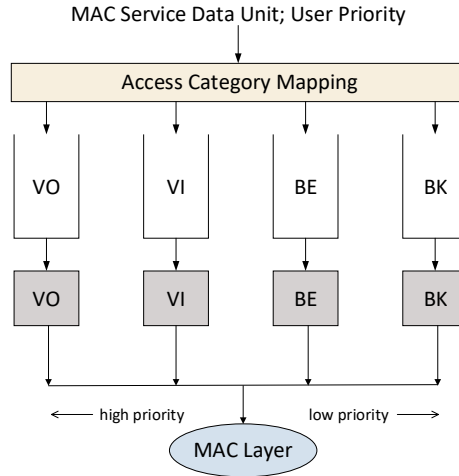 MAC Service Data Unit; User Priority
Access Category Mapping
VO VI BE BK
VO VI BE BK
high priority low priority
MAC Layer